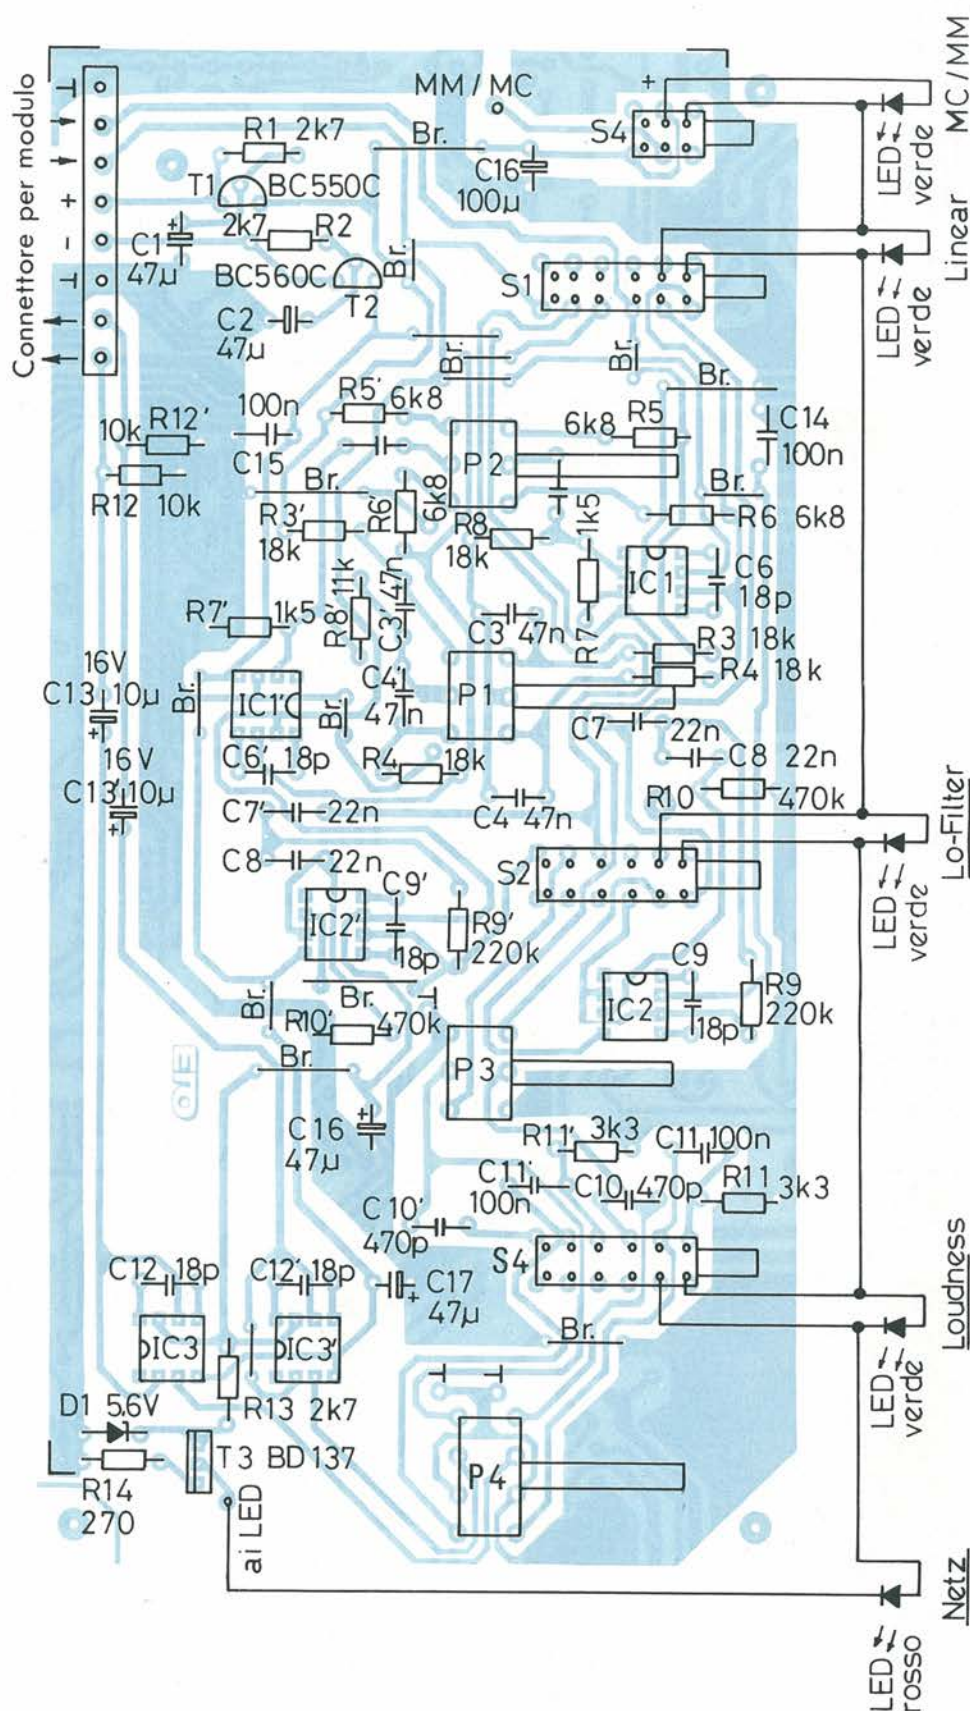 MM / MC
+
S4
MC / MM
LED
verde
Connettore per modulo
+
-
R1 2k7
T1
BC550C
Br.
C16
100µ
2k7
R2
C1
47µ
+
BC560C
T2
Br.
S1
Linear
LED
verde
C2
47µ
Br.
Br.
Br.
R5'
6k8
100n
C15
10k
R12'
R12
10k
P2
6k8
R5
C14
100n
Br.
R3'
18k
R6'
6k8
R8
18k
1k5
Br.
R6 6k8
IC1
C6
18p
R7'
1k5
R8'
11k
C3'
47n
C3
47n
R7
R3 18k
R4 18k
16V
C13
10µ
+
Br.
IC1'
Br.
C4'
47n
P1
C7
22n
16V
C13'
10µ
+
C6'
18p
R4
18k
C8 22n
C7'
22n
C4
47n
R10
470k
C8
22n
S2
Lo-Filter
LED
verde
IC2'
C9'
18p
R9'
220k
C9
IC2
18p
R9
220k
Br.
Br.
R10'
470k
Br.
P3
ERO
C16
47µ
+
R11'
3k3
C11
100n
C11'
100n
C10
470p
R11
3k3
C10'
470p
S4
C12
18p
C12'
18p
C17
47µ
+
Loudness
LED
verde
IC3
IC3'
Br.
D1 5.6V
R13 2k7
T3 BD137
R14
270
ai LED
P4
Netz
LED
rosso